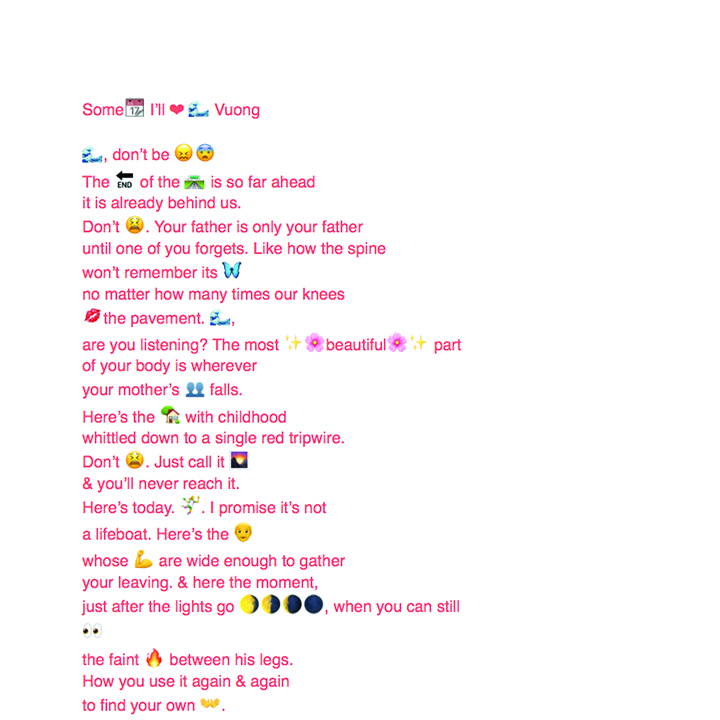 Some📆 I'll ❤️ 🌊 Vuong
🌊, don't be 😖😨
The 🔚 of the 🛣️ is so far ahead
it is already behind us.
Don't 😫. Your father is only your father
until one of you forgets. Like how the spine
won't remember its 🦋
no matter how many times our knees
💋the pavement. 🌊,
are you listening? The most ✨🌸beautiful🌸✨ part
of your body is wherever
your mother's 👥 falls.
Here's the 🏡 with childhood
whittled down to a single red tripwire.
Don't 😫. Just call it 🌄
& you'll never reach it.
Here's today. 🤾. I promise it's not
a lifeboat. Here's the 👨‍🦲
whose 💪 are wide enough to gather
your leaving. & here the moment,
just after the lights go 🌖🌗🌘🌑, when you can still
👀
the faint 🔥 between his legs.
How you use it again & again
to find your own 👐.